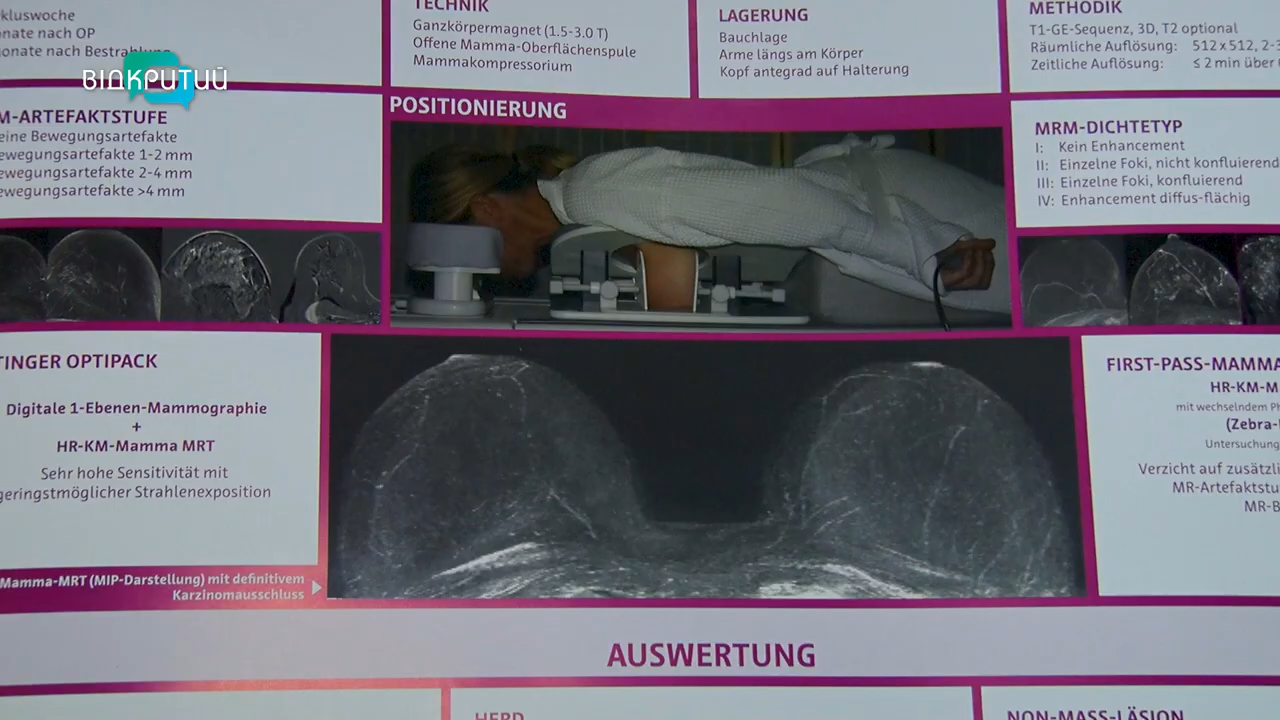 kluswoche
onate nach OP
onate nach Bestrahlung
ВІДКРИТИЙ
TECHNIK
Ganzkörpermagnet (1.5-3.0 T)
Offene Mamma-Oberflächenspule
Mammakompressorium
LAGERUNG
Bauchlage
Arme längs am Körper
Kopf antegrad auf Halterung
METHODIK
T1-GE-Sequenz, 3D, T2 optional
Räumliche Auflösung: 512 x 512, 2-3
Zeitliche Auflösung: ≤ 2 min über
M-ARTEFAKTSTUFE
eine Bewegungsartefakte
ewegungsartefakte 1-2 mm
ewegungsartefakte 2-4 mm
ewegungsartefakte >4 mm
POSITIONIERUNG
MRM-DICHTETYP
I: Kein Enhancement
II: Einzelne Foki, nicht konfluierend
III: Einzelne Foki, konfluierend
IV: Enhancement diffus-flächig
TINGER OPTIPACK
Digitale 1-Ebenen-Mammographie
+
HR-KM-Mamma MRT
Sehr hohe Sensitivität mit
geringstmöglicher Strahlenexposition
Mamma-MRT (MIP-Darstellung) mit definitivem
Karzinomausschluss
FIRST-PASS-MAMMA
HR-KM-M
mit wechselndem Ph
(Zebra-
Untersuchung
Verzicht auf zusätzli
MR-Artefaktstu
MR-B
AUSWERTUNG
HERD
NON-MASS-LÄSION